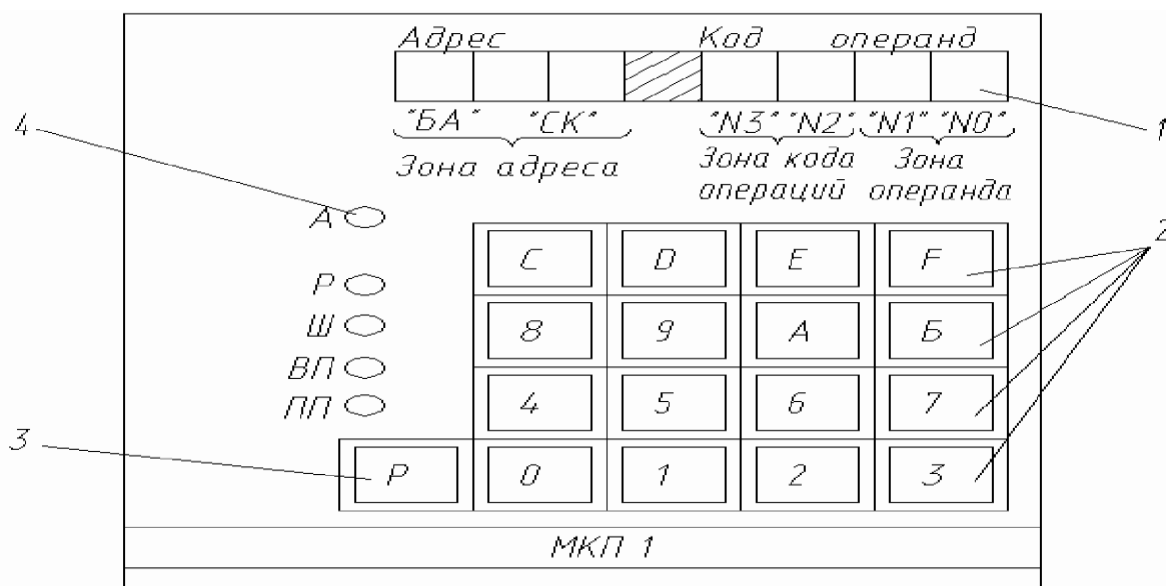 Адрес Код операнд
"БА" "СК" "N3" "N2" "N1" "N0"
Зона адреса Зона кода операций Зона операнда
4
1
А
2
C D E F
Р
Ш
8 9 A Б
ВП
ПП
4 5 6 7
3
Р 0 1 2 3
МКП 1